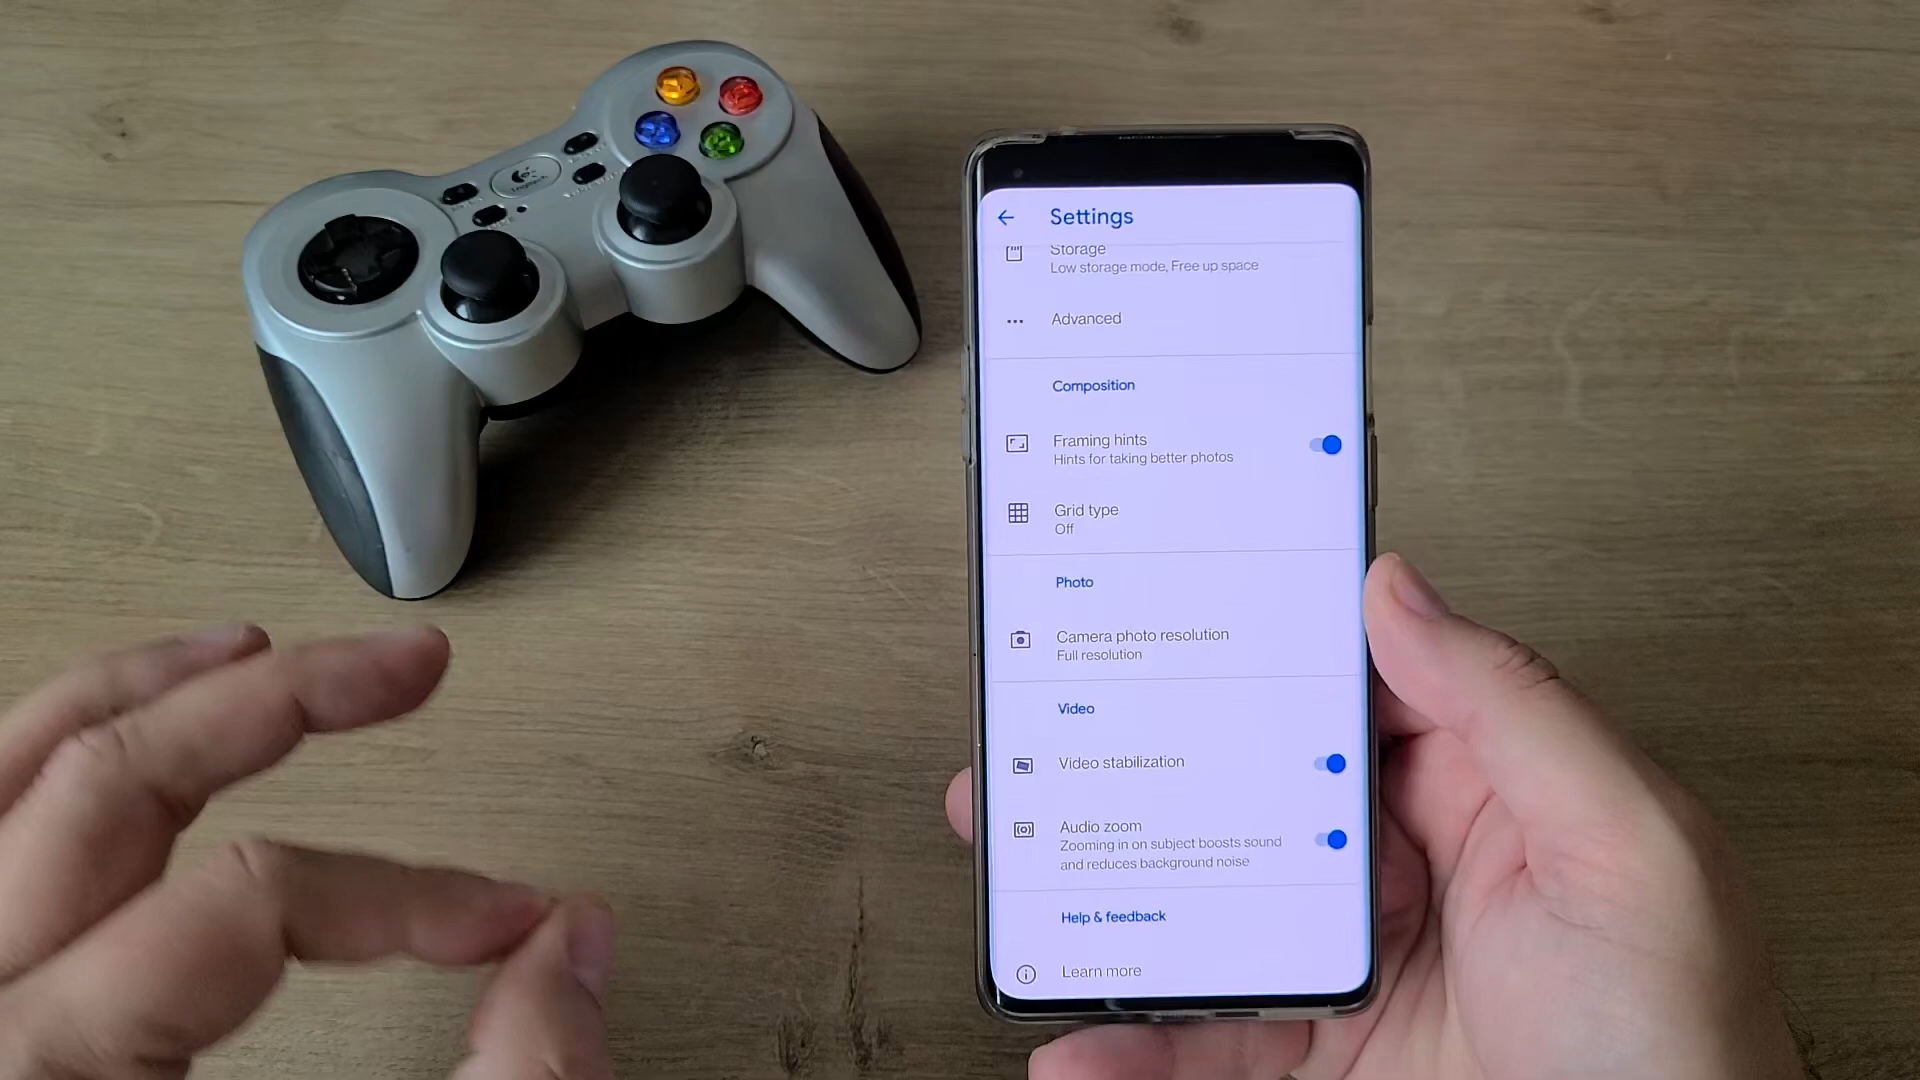 Logitech
Settings
Storage
Low storage mode, Free up space
Advanced
Composition
Framing hints
Hints for taking better photos
Grid type
Off
Photo
Camera photo resolution
Full resolution
Video
Video stabilization
Audio zoom
Zooming in on subject boosts sound
and reduces background noise
Help & feedback
Learn more